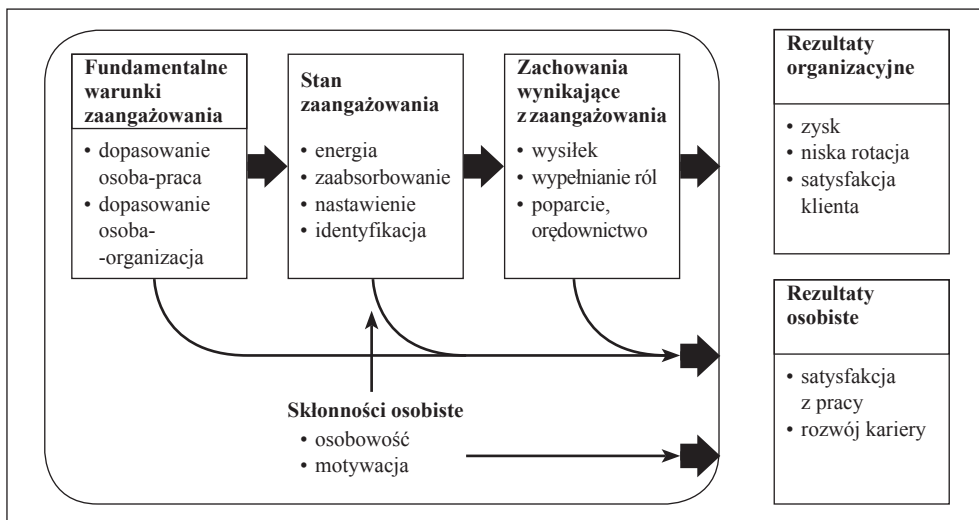 Fundamentalne
warunki
zaangażowania
• dopasowanie
osoba-praca
• dopasowanie
osoba-
-organizacja
Stan
zaangażowania
• energia
• zaabsorbowanie
• nastawienie
• identyfikacja
Zachowania
wynikające
z zaangażowania
• wysiłek
• wypełnianie ról
• poparcie,
orędownictwo
Rezultaty
organizacyjne
• zysk
• niska rotacja
• satysfakcja
klienta
Rezultaty
osobiste
• satysfakcja
z pracy
• rozwój kariery
Skłonności osobiste
• osobowość
• motywacja